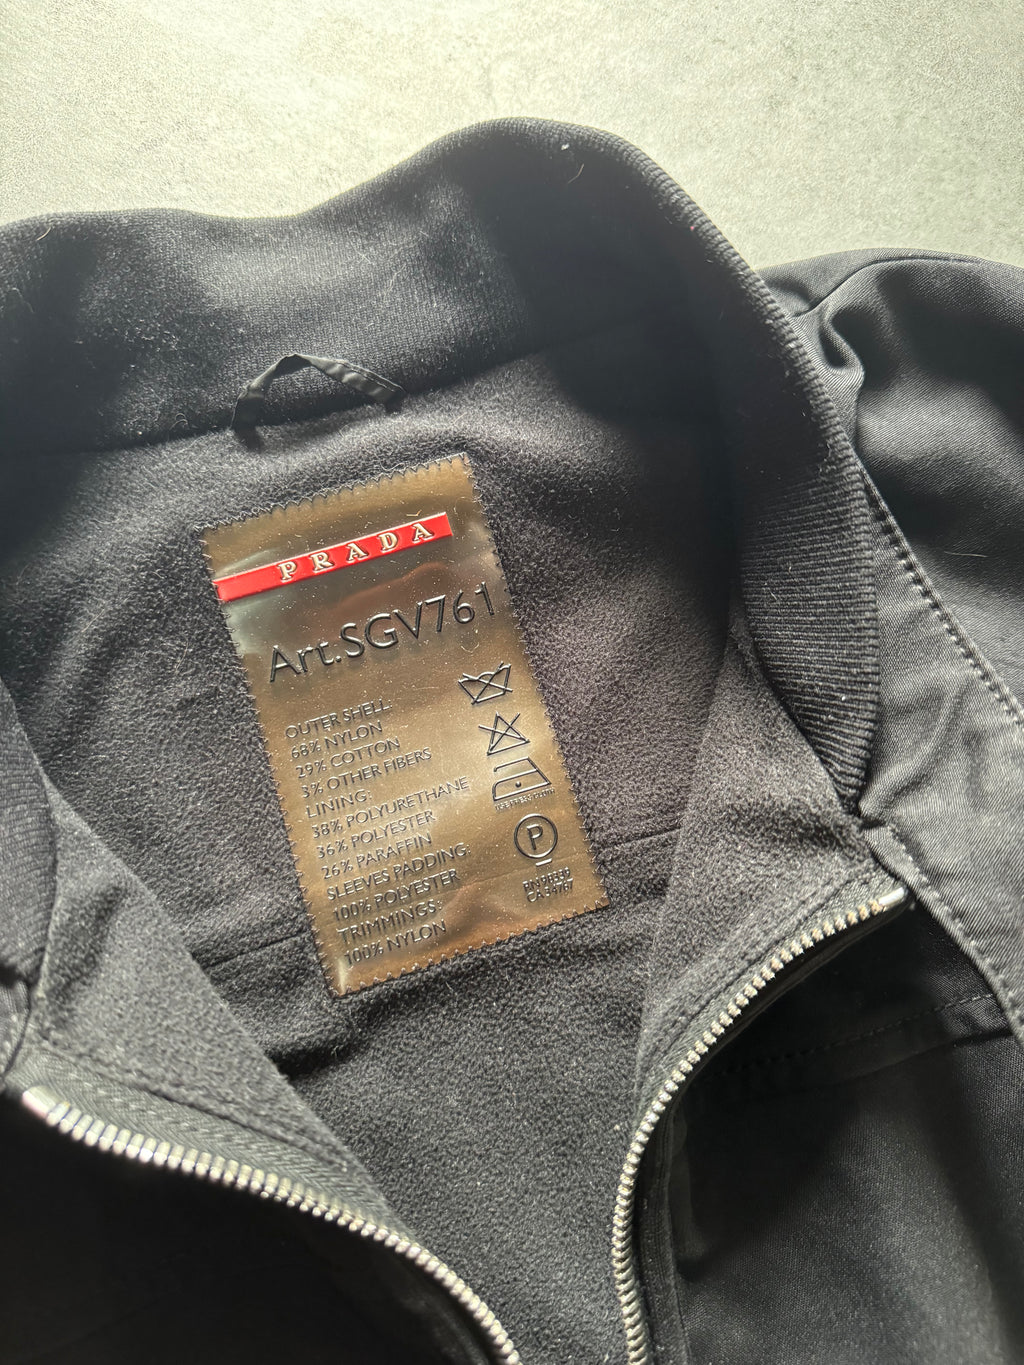 PRADA
Art.SGV761
OUTER SHELL:
68% NYLON
29% COTTON
3% OTHER FIBERS
LINING:
38% POLYURETHANE
36% POLYESTER
26% PARAFFIN
SLEEVES PADDING:
100% POLYESTER
TRIMMINGS:
100% NYLON
P